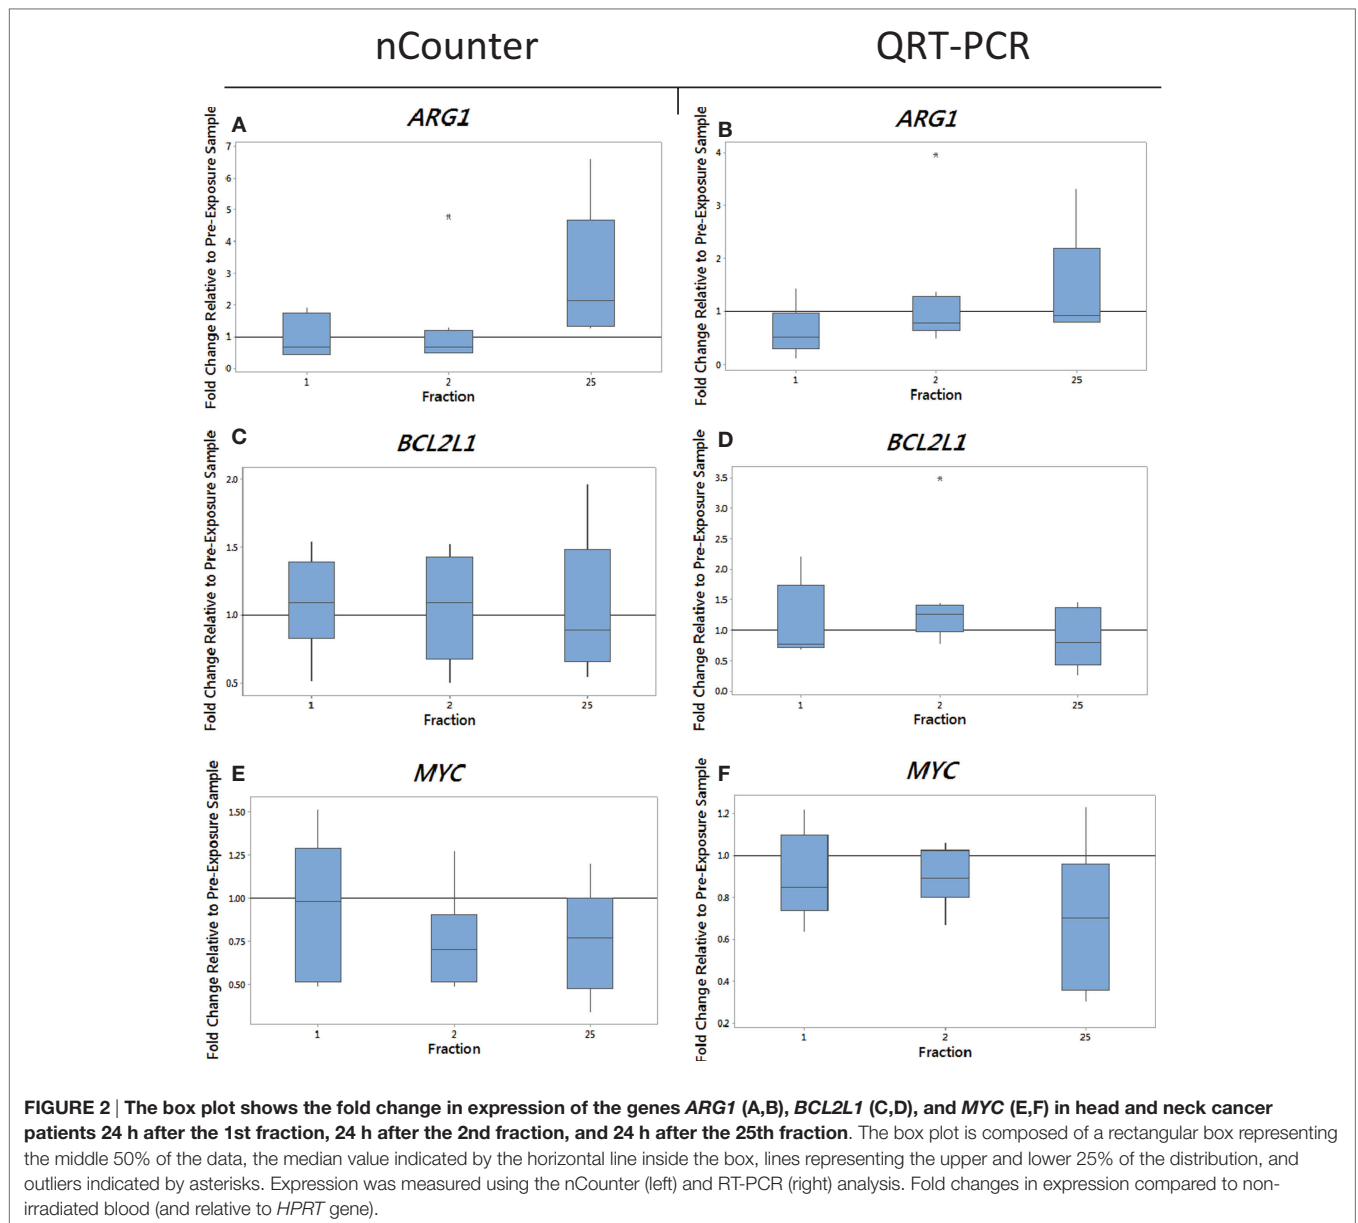 nCounter
QRT-PCR
A
ARG1
Fold Change Relative to Pre-Exposure Sample
7
6
5
4
3
2
1
0
*
1
2
25
Fraction
B
ARG1
Fold Change Relative to Pre-Exposure Sample
4
3
2
1
0
*
1
2
25
Fraction
C
BCL2L1
Fold Change Relative to Pre-Exposure Sample
2.0
1.5
1.0
0.5
1
2
25
Fraction
D
BCL2L1
Fold Change Relative to Pre-Exposure Sample
3.5
3.0
2.5
2.0
1.5
1.0
0.5
0.0
*
1
2
25
Fraction
E
MYC
Fold Change Relative to Pre-Exposure Sample
1.50
1.25
1.00
0.75
0.50
1
2
25
Fraction
F
MYC
Fold Change Relative to Pre-Exposure Sample
1.2
1.0
0.8
0.6
0.4
0.2
1
2
25
Fraction
FIGURE 2 | The box plot shows the fold change in expression of the genes ARG1 (A,B), BCL2L1 (C,D), and MYC (E,F) in head and neck cancer
patients 24 h after the 1st fraction, 24 h after the 2nd fraction, and 24 h after the 25th fraction. The box plot is composed of a rectangular box representing
the middle 50% of the data, the median value indicated by the horizontal line inside the box, lines representing the upper and lower 25% of the distribution, and
outliers indicated by asterisks. Expression was measured using the nCounter (left) and RT-PCR (right) analysis. Fold changes in expression compared to non-
irradiated blood (and relative to HPRT gene).